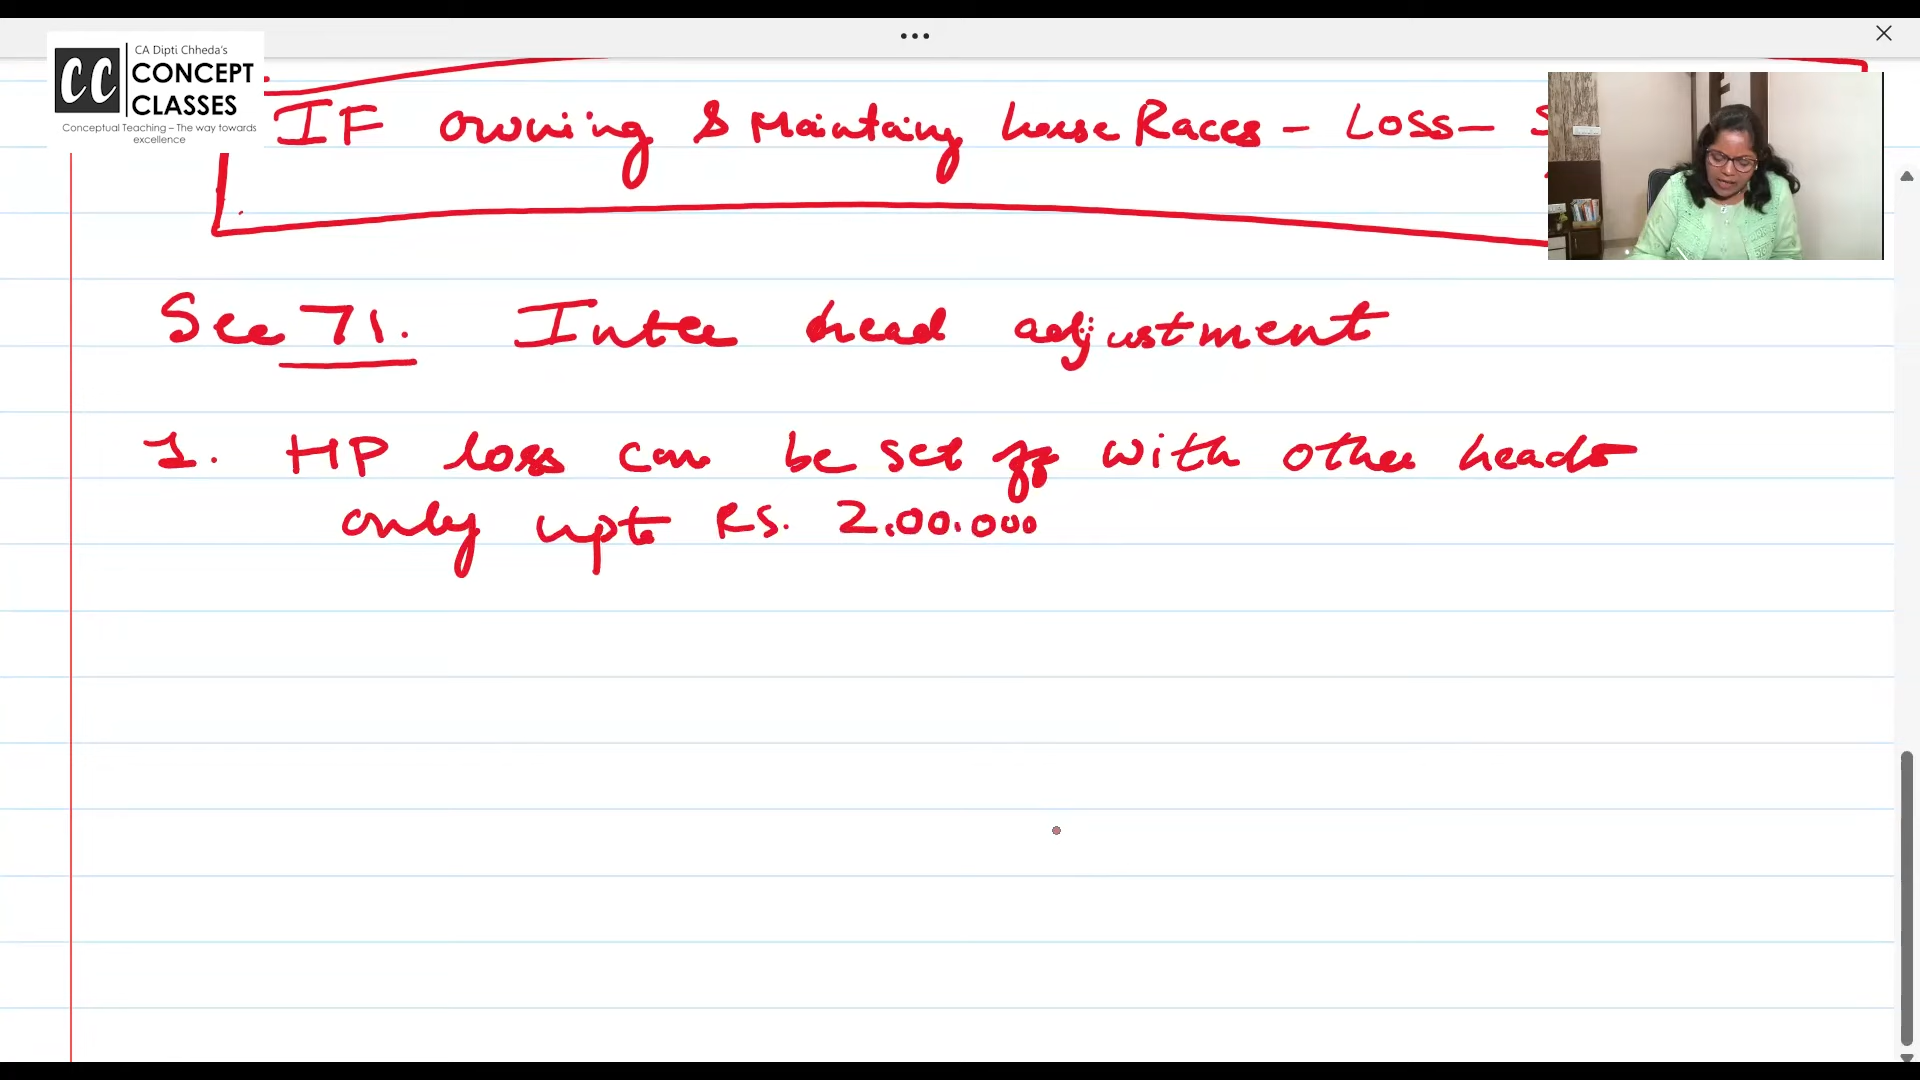 CA Dipti Chheda's
CC CONCEPT
CLASSES
Conceptual Teaching – The way towards
excellence
IF owning & Maintaing horse Races – Loss –
Sec 71. Inter head adjustment
1. HP loss can be set off with other heads
only upto Rs. 2,00,000